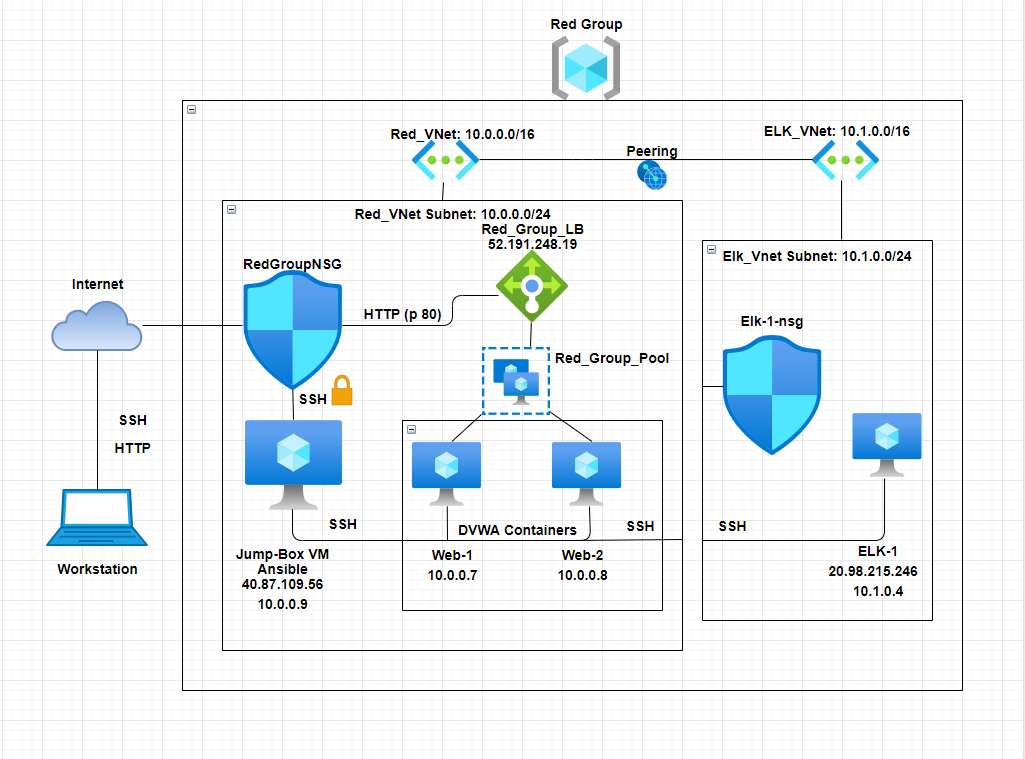 Red Group
Red_VNet: 10.0.0.0/16
ELK_VNet: 10.1.0.0/16
Peering
Red_VNet Subnet: 10.0.0.0/24
Red_Group_LB
52.191.248.19
Elk_Vnet Subnet: 10.1.0.0/24
RedGroupNSG
Internet
HTTP (p 80)
Elk-1-nsg
Red_Group_Pool
SSH
SSH
HTTP
SSH
DVWA Containers
SSH
SSH
Jump-Box VM
Ansible
40.87.109.56
10.0.0.9
Web-1
10.0.0.7
Web-2
10.0.0.8
ELK-1
20.98.215.246
10.1.0.4
Workstation